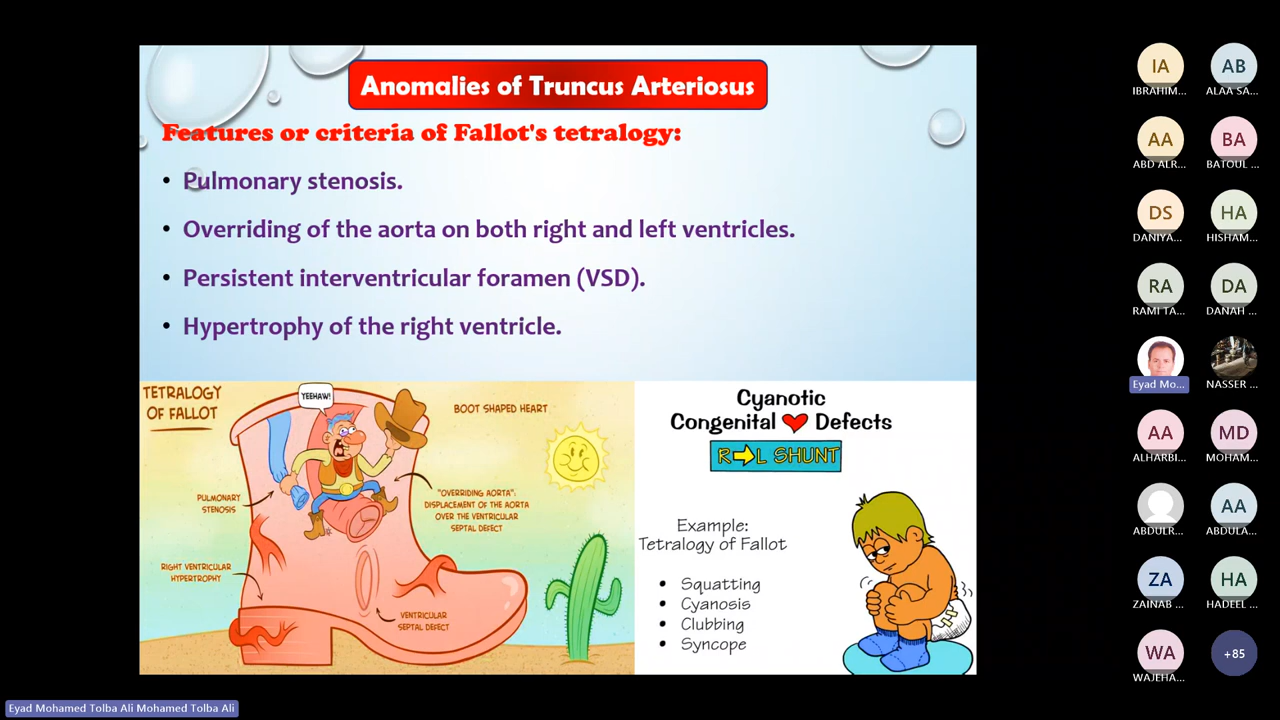 Anomalies of Truncus Arteriosus
Features or criteria of Fallot's tetralogy:
• Pulmonary stenosis.
• Overriding of the aorta on both right and left ventricles.
• Persistent interventricular foramen (VSD).
• Hypertrophy of the right ventricle.
TETRALOGY
OF FALLOT
YEEHAW!
BOOT SHAPED HEART
PULMONARY
STENOSIS
"OVERRIDING AORTA".
DISPLACEMENT OF THE AORTA
OVER THE VENTRICULAR
SEPTAL DEFECT
RIGHT VENTRICULAR
HYPERTROPHY
VENTRICULAR
SEPTAL DEFECT
Cyanotic
Congenital Defects
R L SHUNT
Example:
Tetralogy of Fallot
• Squatting
• Cyanosis
• Clubbing
• Syncope
IA
IBRAHIM...
AB
ALAA SA...
AA
ABD ALR...
BA
BATOUL ...
DS
DANIYA...
HA
HISHAM...
RA
RAMI TA...
DA
DANAH ...
Eyad Mo...
NASSER ...
AA
ALHARBI...
MD
MOHAM...
ABDULR...
AA
ABDULA...
ZA
ZAINAB ...
HA
HADEEL ...
WA
WAJEHA...
+85
Eyad Mohamed Tolba Ali Mohamed Tolba Ali